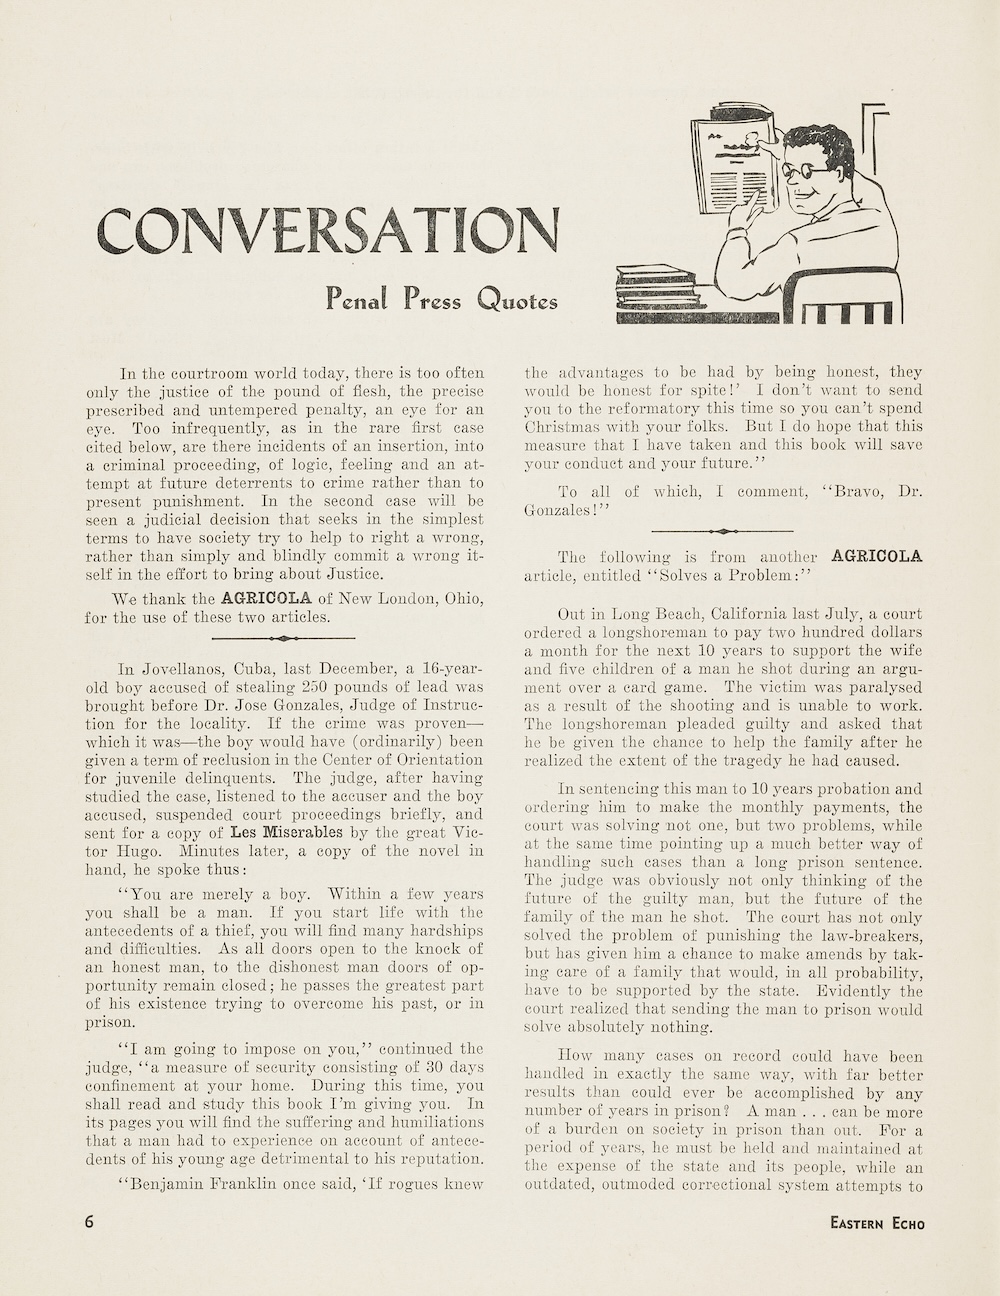 CONVERSATION
Penal Press Quotes
In the courtroom world today, there is too often
only the justice of the pound of flesh, the precise
prescribed and untempered penalty, an eye for an
eye. Too infrequently, as in the rare first case
cited below, are there incidents of an insertion, into
a criminal proceeding, of logic, feeling and an at-
tempt at future deterrents to crime rather than to
present punishment. In the second case will be
seen a judicial decision that seeks in the simplest
terms to have society try to help to right a wrong,
rather than simply and blindly commit a wrong it-
self in the effort to bring about Justice.
We thank the AGRICOLA of New London, Ohio,
for the use of these two articles.
In Jovellanos, Cuba, last December, a 16-year-
old boy accused of stealing 250 pounds of lead was
brought before Dr. Jose Gonzales, Judge of Instruc-
tion for the locality. If the crime was proven—
which it was—the boy would have (ordinarily) been
given a term of reclusion in the Center of Orientation
for juvenile delinquents. The judge, after having
studied the case, listened to the accuser and the boy
accused, suspended court proceedings briefly, and
sent for a copy of Les Miserables by the great Vic-
tor Hugo. Minutes later, a copy of the novel in
hand, he spoke thus:
"You are merely a boy. Within a few years
you shall be a man. If you start life with the
antecedents of a thief, you will find many hardships
and difficulties. As all doors open to the knock of
an honest man, to the dishonest man doors of op-
portunity remain closed; he passes the greatest part
of his existence trying to overcome his past, or in
prison.
"I am going to impose on you," continued the
judge, "a measure of security consisting of 30 days
confinement at your home. During this time, you
shall read and study this book I'm giving you. In
its pages you will find the suffering and humiliations
that a man had to experience on account of antece-
dents of his young age detrimental to his reputation.
"Benjamin Franklin once said, 'If rogues knew
the advantages to be had by being honest, they
would be honest for spite!' I don't want to send
you to the reformatory this time so you can't spend
Christmas with your folks. But I do hope that this
measure that I have taken and this book will save
your conduct and your future."
To all of which, I comment, "Bravo, Dr.
Gonzales!"
The following is from another AGRICOLA
article, entitled "Solves a Problem:"
Out in Long Beach, California last July, a court
ordered a longshoreman to pay two hundred dollars
a month for the next 10 years to support the wife
and five children of a man he shot during an argu-
ment over a card game. The victim was paralysed
as a result of the shooting and is unable to work.
The longshoreman pleaded guilty and asked that
he be given the chance to help the family after he
realized the extent of the tragedy he had caused.
In sentencing this man to 10 years probation and
ordering him to make the monthly payments, the
court was solving not one, but two problems, while
at the same time pointing up a much better way of
handling such cases than a long prison sentence.
The judge was obviously not only thinking of the
future of the guilty man, but the future of the
family of the man he shot. The court has not only
solved the problem of punishing the law-breakers,
but has given him a chance to make amends by tak-
ing care of a family that would, in all probability,
have to be supported by the state. Evidently the
court realized that sending the man to prison would
solve absolutely nothing.
How many cases on record could have been
handled in exactly the same way, with far better
results than could ever be accomplished by any
number of years in prison? A man . . . can be more
of a burden on society in prison than out. For a
period of years, he must be held and maintained at
the expense of the state and its people, while an
outdated, outmoded correctional system attempts to
6
EASTERN ECHO